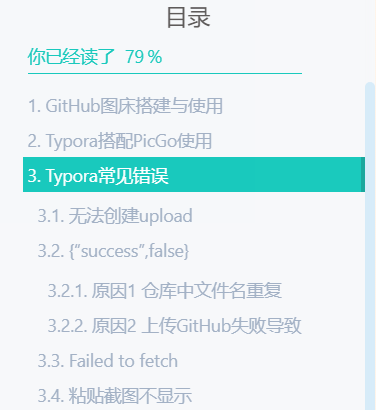 目录
你已经读了 79 %
1. GitHub图床搭建与使用
2. Typora搭配PicGo使用
3. Typora常见错误
3.1. 无法创建upload
3.2. {“success”,false}
3.2.1. 原因1 仓库中文件名重复
3.2.2. 原因2 上传GitHub失败导致
3.3. Failed to fetch
3.4. 粘贴截图不显示